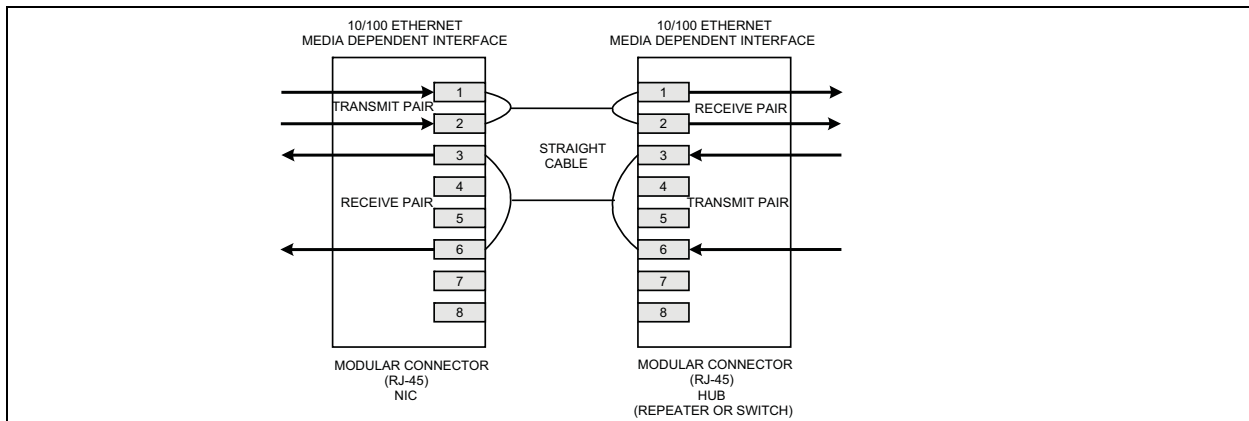 10/100 ETHERNET
MEDIA DEPENDENT INTERFACE
10/100 ETHERNET
MEDIA DEPENDENT INTERFACE
1
TRANSMIT PAIR
2
3
4
RECEIVE PAIR
5
6
7
8
STRAIGHT
CABLE
1
RECEIVE PAIR
2
3
4
TRANSMIT PAIR
5
6
7
8
MODULAR CONNECTOR
(RJ-45)
NIC
MODULAR CONNECTOR
(RJ-45)
HUB
(REPEATER OR SWITCH)